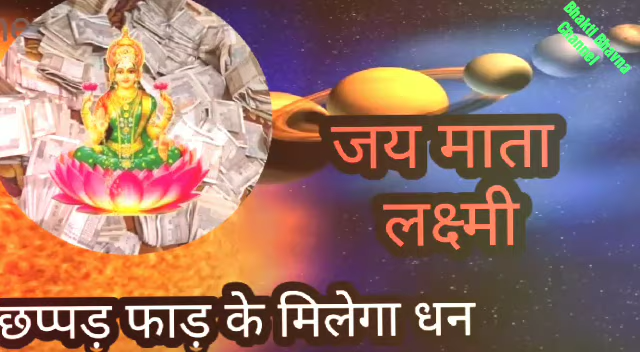 Bhakti Bhavna
Channel
जय माता
लक्ष्मी
छप्पड़ फाड़ के मिलेगा धन